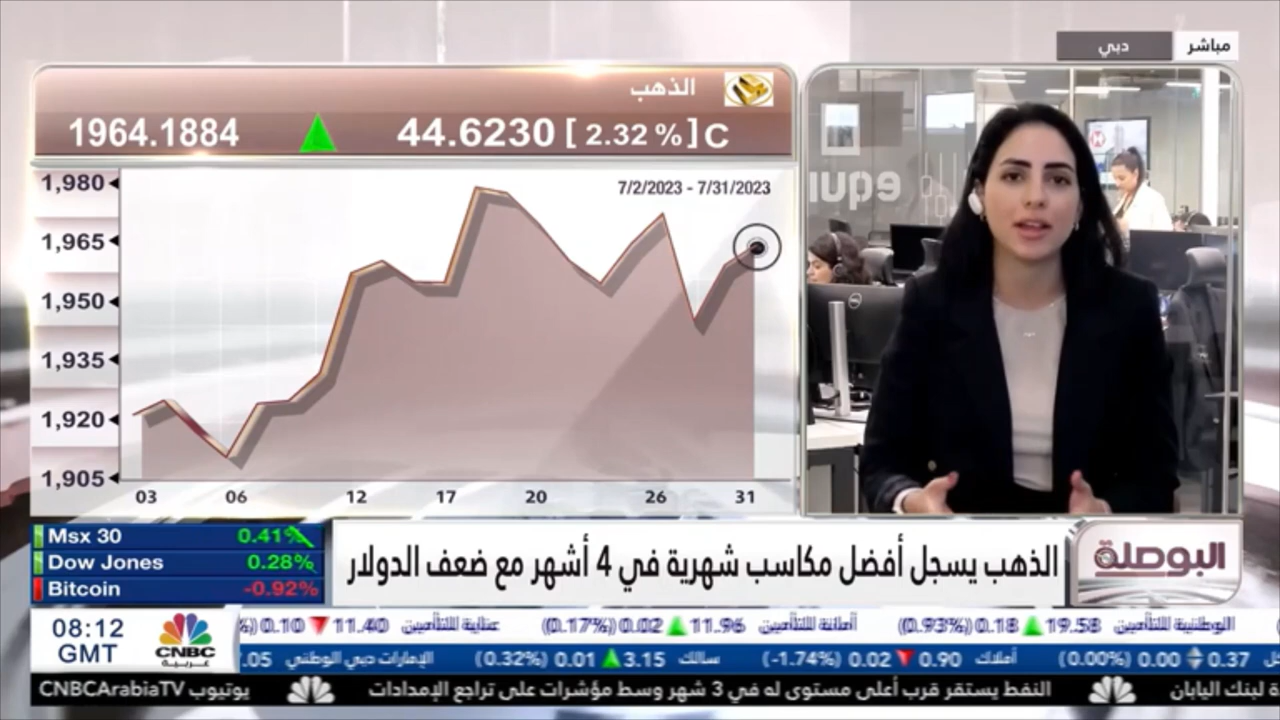 مباشر
دبي
الذهب
1964.1884
44.6230 [ 2.32 % ] C
7/2/2023 - 7/31/2023
1,980
1,965
1,950
1,935
1,920
1,905
03 06 12 17 20 26 31
Msx 30 0.41%
Dow Jones 0.28%
Bitcoin -0.92%
الذهب يسجل أفضل مكاسب شهرية في 4 أشهر مع ضعف الدولار
البوصلة
08:12 GMT
CNBC
عربية
الوطنية للتأمين 19.58 0.18 (0.93%) أمانة للتأمين 11.96 0.02 (0.17%) عناية للتأمين 11.40 0.10
0.37 0.00 (0.00%) أملاك 0.90 0.02 (-1.74%) سالك 3.15 0.01 (0.32%) الإمارات دبي الوطني .05
لبنك اليابان النفط يستقر قرب أعلى مستوى له في 3 شهر وسط مؤشرات على تراجع الإمدادات يوتيوب CNBCArabiaTV